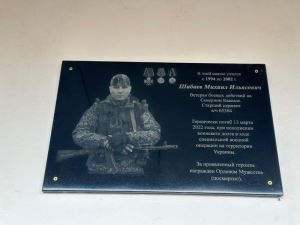 В этой школе учился
с 1994 по 2002 г.
Шабаев Михаил Ильясович
Ветеран боевых действий на
Северном Кавказе.
Старший сержант
в/ч 65384
Героически погиб 13 марта
2022 года, при исполнении
воинского долга в ходе
специальной военной
операции на территории
Украины.
За проявленный героизм
награжден Орденом Мужества
(посмертно).